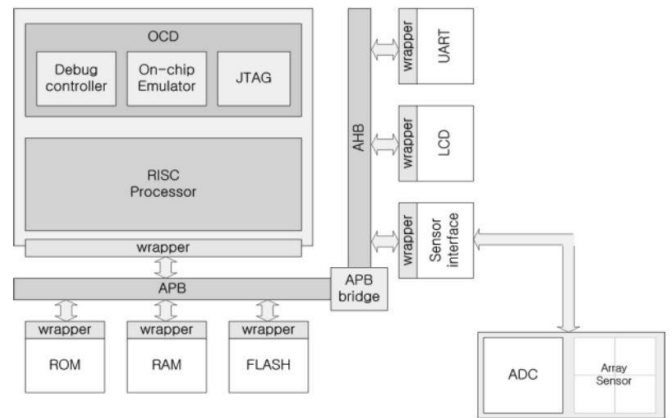 OCD
Debug
controller
On-chip
Emulator
JTAG
RISC
Processor
wrapper
APB
wrapper
ROM
wrapper
RAM
wrapper
FLASH
APB
bridge
AHB
wrapper
UART
wrapper
LCD
wrapper
Sensor
interface
ADC
Array
Sensor